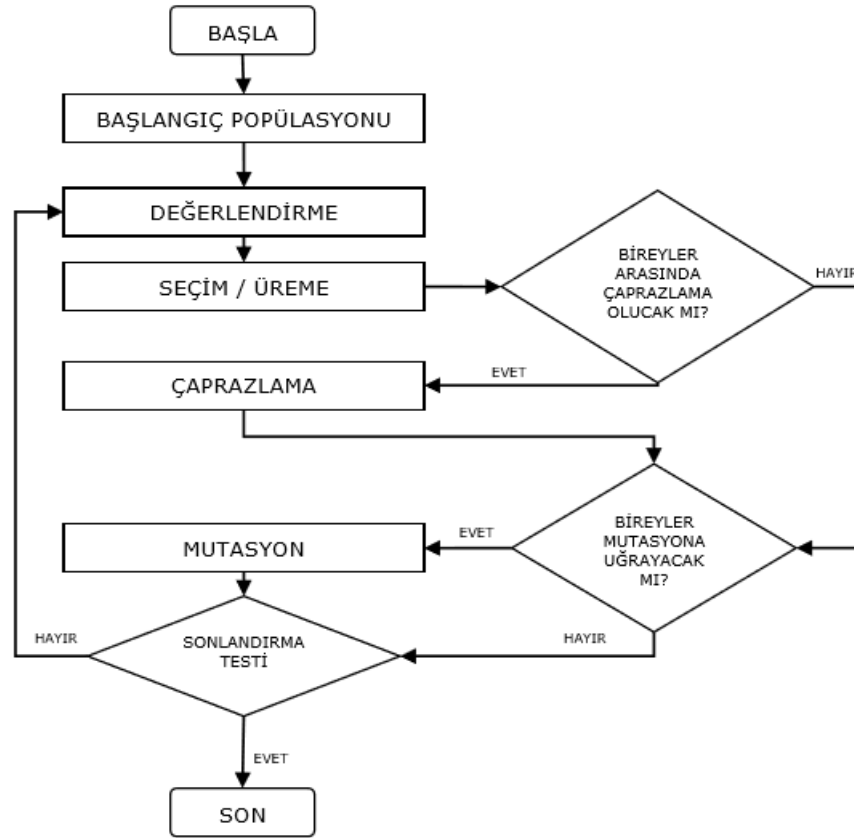 BAŞLA
BAŞLANGIÇ POPÜLASYONU
DEĞERLENDİRME
SEÇİM / ÜREME
BİREYLER
ARASINDA
ÇAPRAZLAMA
OLUCAK MI?
HAYIR
EVET
ÇAPRAZLAMA
BİREYLER
MUTASYONA
UĞRAYACAK
MI?
EVET
MUTASYON
HAYIR
SONLANDIRMA
TESTİ
HAYIR
EVET
SON